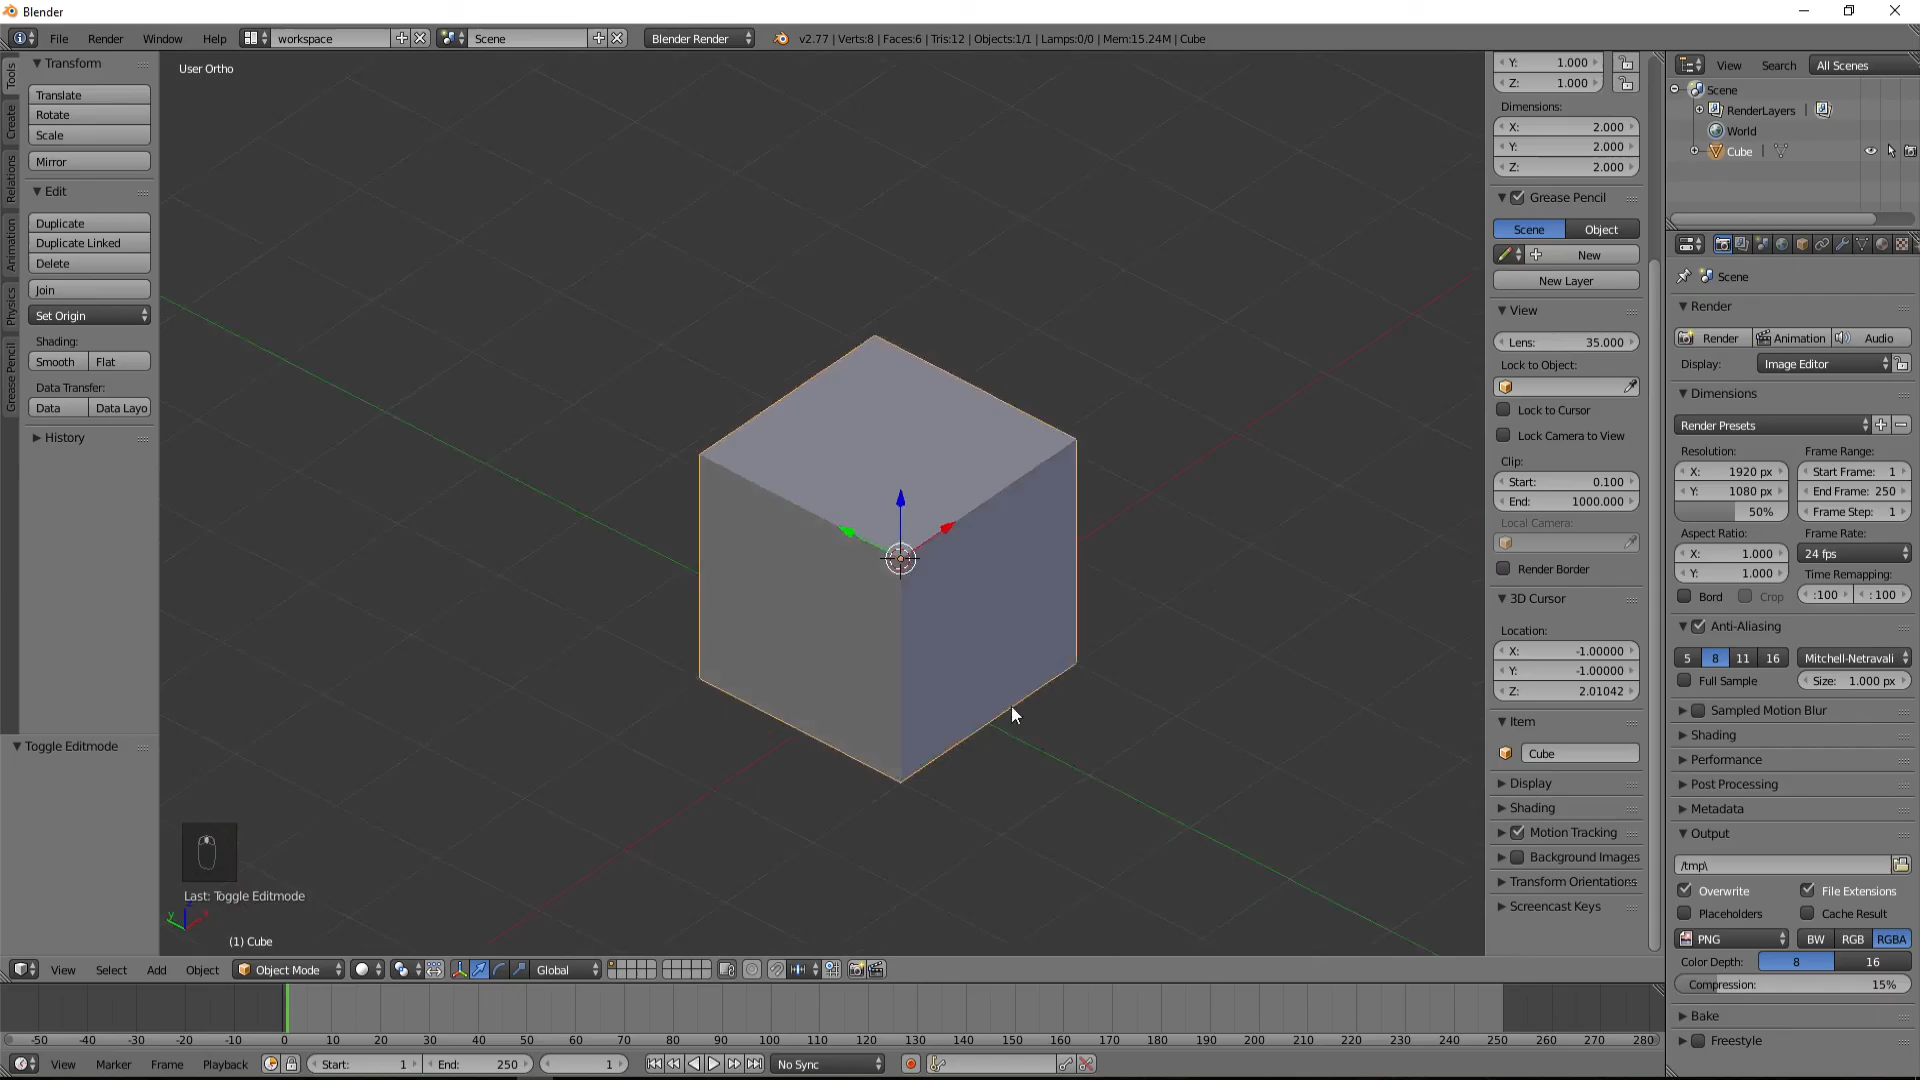 Blender
File Render Window Help workspace Scene Blender Render v2.77 | Verts:8 | Faces:6 | Tris:12 | Objects:1/1 | Lamps:0/0 | Mem:15.24M | Cube
Tools
Create
Relations
Animation
Physics
Grease Pencil
Transform
Translate
Rotate
Scale
Mirror
Edit
Duplicate
Duplicate Linked
Delete
Join
Set Origin
Shading:
Smooth Flat
Data Transfer:
Data Data Layo
History
Toggle Editmode
User Ortho
Last: Toggle Editmode
z
y x
(1) Cube
Y: 1.000
Z: 1.000
Dimensions:
X: 2.000
Y: 2.000
Z: 2.000
Grease Pencil
Scene Object
New
New Layer
View
Lens: 35.000
Lock to Object:
Lock to Cursor
Lock Camera to View
Clip:
Start: 0.100
End: 1000.000
Local Camera:
Render Border
3D Cursor
Location:
X: -1.00000
Y: -1.00000
Z: 2.01042
Item
Cube
Display
Shading
Motion Tracking
Background Images
Transform Orientations
Screencast Keys
View Search All Scenes
Scene
RenderLayers |
World
Cube |
Scene
Render
Render Animation Audio
Display: Image Editor
Dimensions
Render Presets
Resolution: Frame Range:
X: 1920 px Start Frame: 1
Y: 1080 px End Frame: 250
50% Frame Step: 1
Aspect Ratio: Frame Rate:
X: 1.000 24 fps
Y: 1.000 Time Remapping:
Bord Crop :100 : 100
Anti-Aliasing
5 8 11 16 Mitchell-Netravali
Full Sample Size: 1.000 px
Sampled Motion Blur
Shading
Performance
Post Processing
Metadata
Output
/tmp\
Overwrite File Extensions
Placeholders Cache Result
PNG BW RGB RGBA
Color Depth: 8 16
Compression: 15%
Bake
Freestyle
View Select Add Object Object Mode Global
-50 -40 -30 -20 -10 0 10 20 30 40 50 60 70 80 90 100 110 120 130 140 150 160 170 180 190 200 210 220 230 240 250 260 270 280
View Marker Frame Playback Start: 1 End: 250 1 No Sync